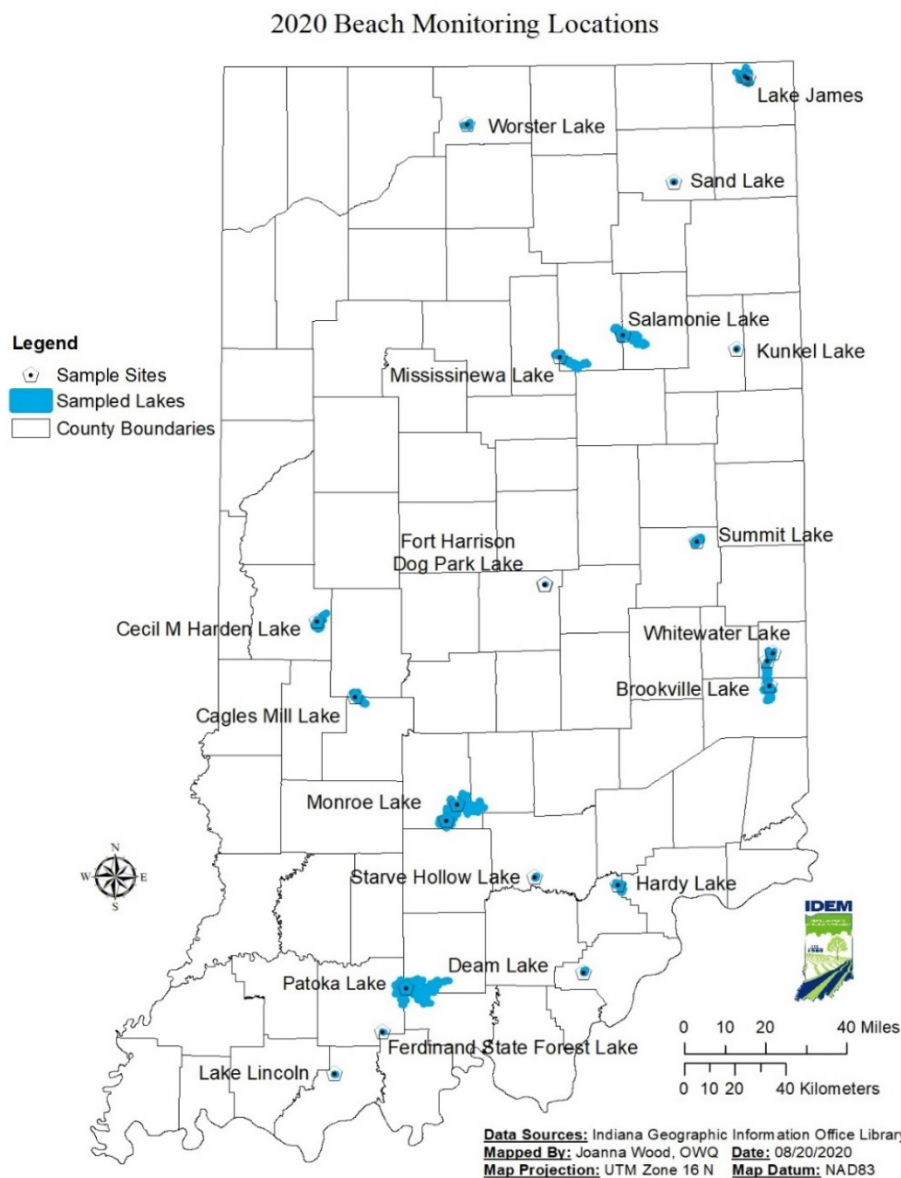 2020 Beach Monitoring Locations
Lake James
Worster Lake
Sand Lake
Salamonie Lake
Kunkel Lake
Mississinewa Lake
Legend
Sample Sites
Sampled Lakes
County Boundaries
Fort Harrison
Dog Park Lake
Summit Lake
Cecil M Harden Lake
Whitewater Lake
Brookville Lake
Cagles Mill Lake
Monroe Lake
Starve Hollow Lake
Hardy Lake
N
W E
S
IDEM
Deam Lake
Patoka Lake
Ferdinand State Forest Lake
Lake Lincoln
0 10 20 40 Miles
0 10 20 40 Kilometers
Data Sources: Indiana Geographic Information Office Library
Mapped By: Joanna Wood, OWQ Date: 08/20/2020
Map Projection: UTM Zone 16 N Map Datum: NAD83